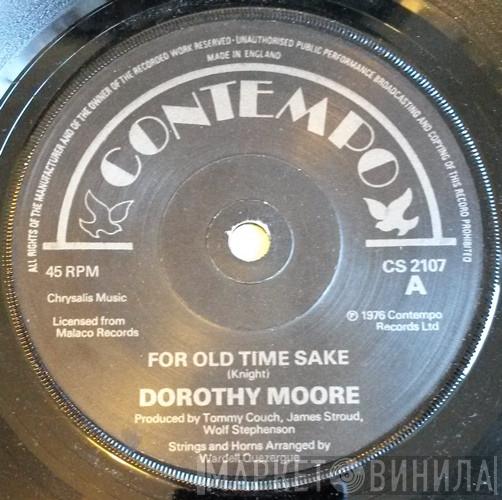 ALL RIGHTS OF THE MANUFACTURER AND OF THE OWNER OF THE RECORDED WORK RESERVED · UNAUTHORISED PUBLIC PERFORMANCE BROADCASTING AND COPYING OF THIS RECORD PROHIBITED
MADE IN ENGLAND
CONTEMPO
45 RPM
CS 2107
A
Chrysalis Music
Licensed from
Malaco Records
℗ 1976 Contempo
Records Ltd
FOR OLD TIME SAKE
(Knight)
DOROTHY MOORE
Produced by Tommy Couch, James Stroud,
Wolf Stephenson
Strings and Horns Arranged by
Wardell Quezergue
МАРКЕТ ВИНИЛА